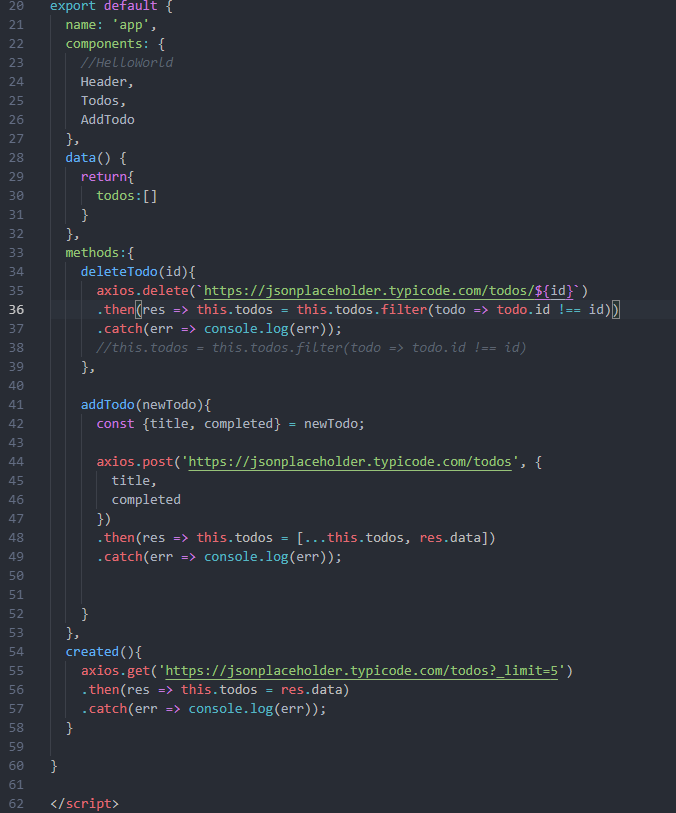 20 export default {
21 name: 'app',
22 components: {
23 //HelloWorld
24 Header,
25 Todos,
26 AddTodo
27 },
28 data() {
29 return{
30 todos:[]
31 }
32 },
33 methods:{
34 deleteTodo(id){
35 axios.delete(`https://jsonplaceholder.typicode.com/todos/${id}`)
36 .then(res => this.todos = this.todos.filter(todo => todo.id !== id))
37 .catch(err => console.log(err));
38 //this.todos = this.todos.filter(todo => todo.id !== id)
39 },
40
41 addTodo(newTodo){
42 const {title, completed} = newTodo;
43
44 axios.post('https://jsonplaceholder.typicode.com/todos', {
45 title,
46 completed
47 })
48 .then(res => this.todos = [...this.todos, res.data])
49 .catch(err => console.log(err));
50
51
52 }
53 },
54 created(){
55 axios.get('https://jsonplaceholder.typicode.com/todos?_limit=5')
56 .then(res => this.todos = res.data)
57 .catch(err => console.log(err));
58 }
59
60 }
61
62 </script>